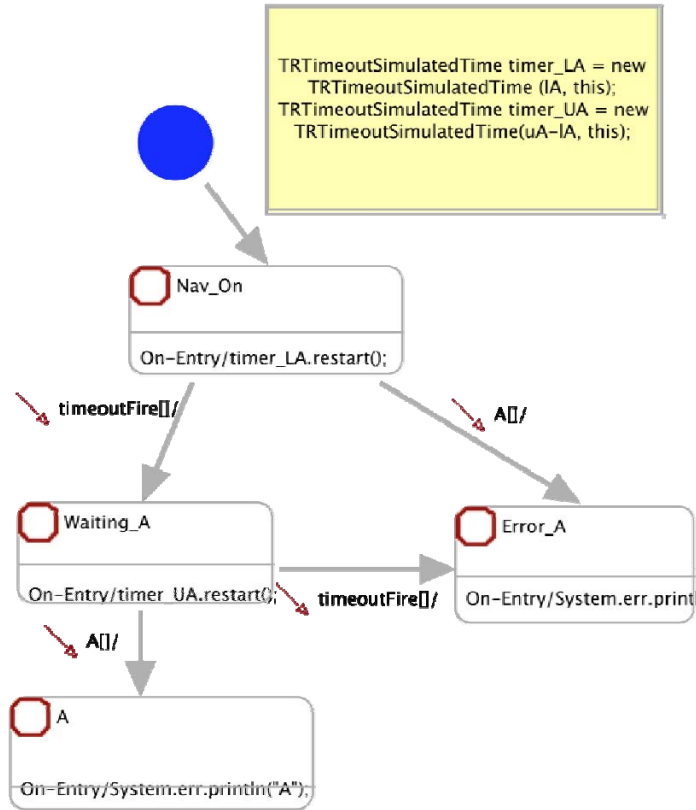 TRTimeoutSimulatedTime timer_LA = new
TRTimeoutSimulatedTime (lA, this);
TRTimeoutSimulatedTime timer_UA = new
TRTimeoutSimulatedTime(uA-lA, this);
Nav_On
On-Entry/timer_LA.restart();
timeoutFire[]/
A[]/
Waiting_A
On-Entry/timer_UA.restart();
Error_A
On-Entry/System.err.printl
timeoutFire[]/
A[]/
A
On-Entry/System.err.println("A");